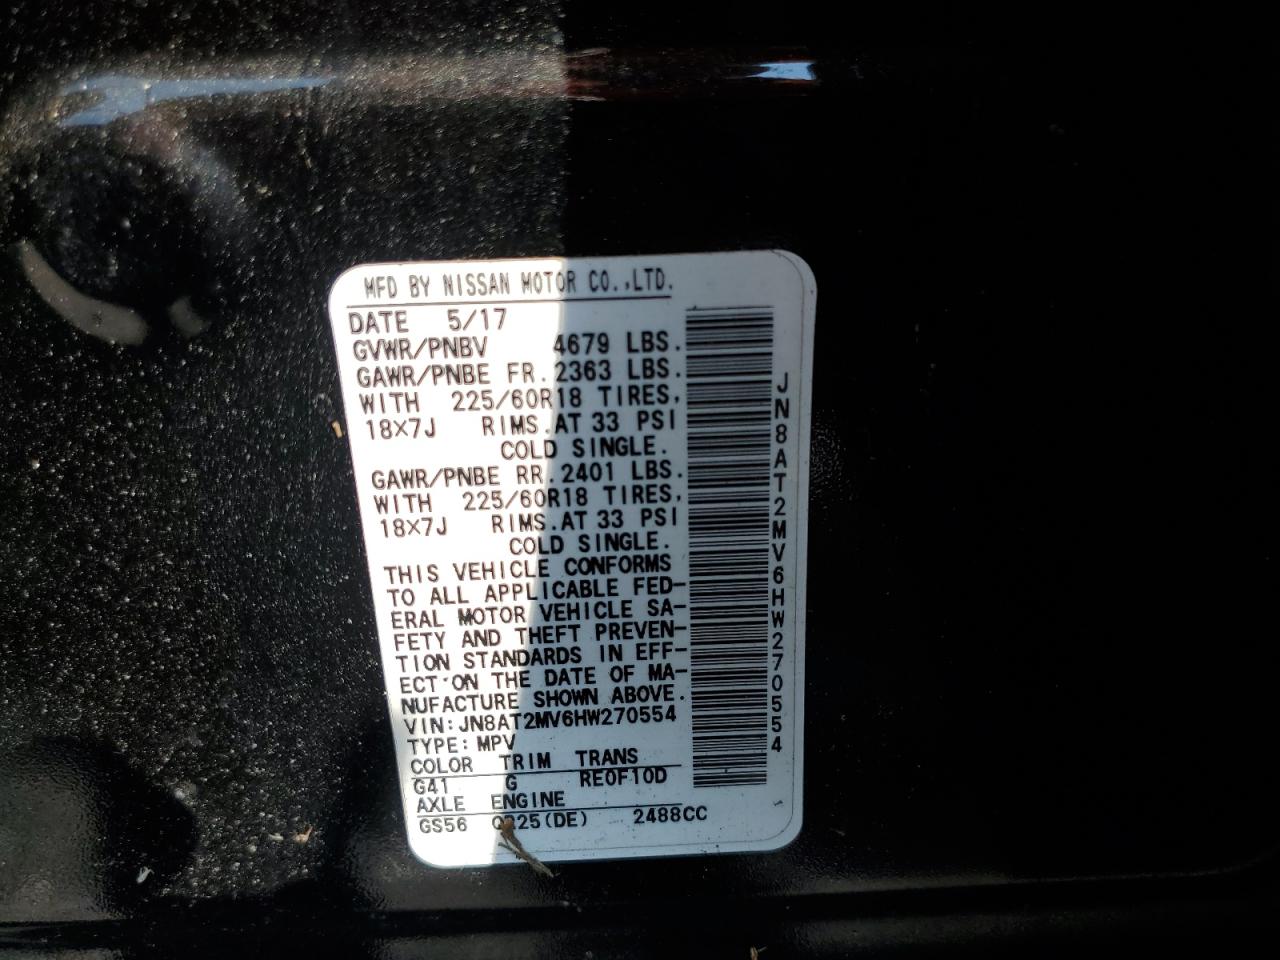 MFD BY NISSAN MOTOR CO.,LTD.
DATE 5/17
GVWR/PNBV 4679 LBS.
GAWR/PNBE FR. 2363 LBS.
WITH 225/60R18 TIRES,
18X7J RIMS.AT 33 PSI
COLD SINGLE.
GAWR/PNBE RR. 2401 LBS.
WITH 225/60R18 TIRES,
18X7J RIMS.AT 33 PSI
COLD SINGLE.
THIS VEHICLE CONFORMS
TO ALL APPLICABLE FED-
ERAL MOTOR VEHICLE SA-
FETY AND THEFT PREVEN-
TION STANDARDS IN EFF-
ECT ON THE DATE OF MA-
NUFACTURE SHOWN ABOVE.
VIN:JN8AT2MV6HW270554
TYPE:MPV
COLOR TRIM TRANS
G41 G RE0F10D
AXLE ENGINE
GS56 QR25(DE) 2488CC
JN8AT2MV6HW270554